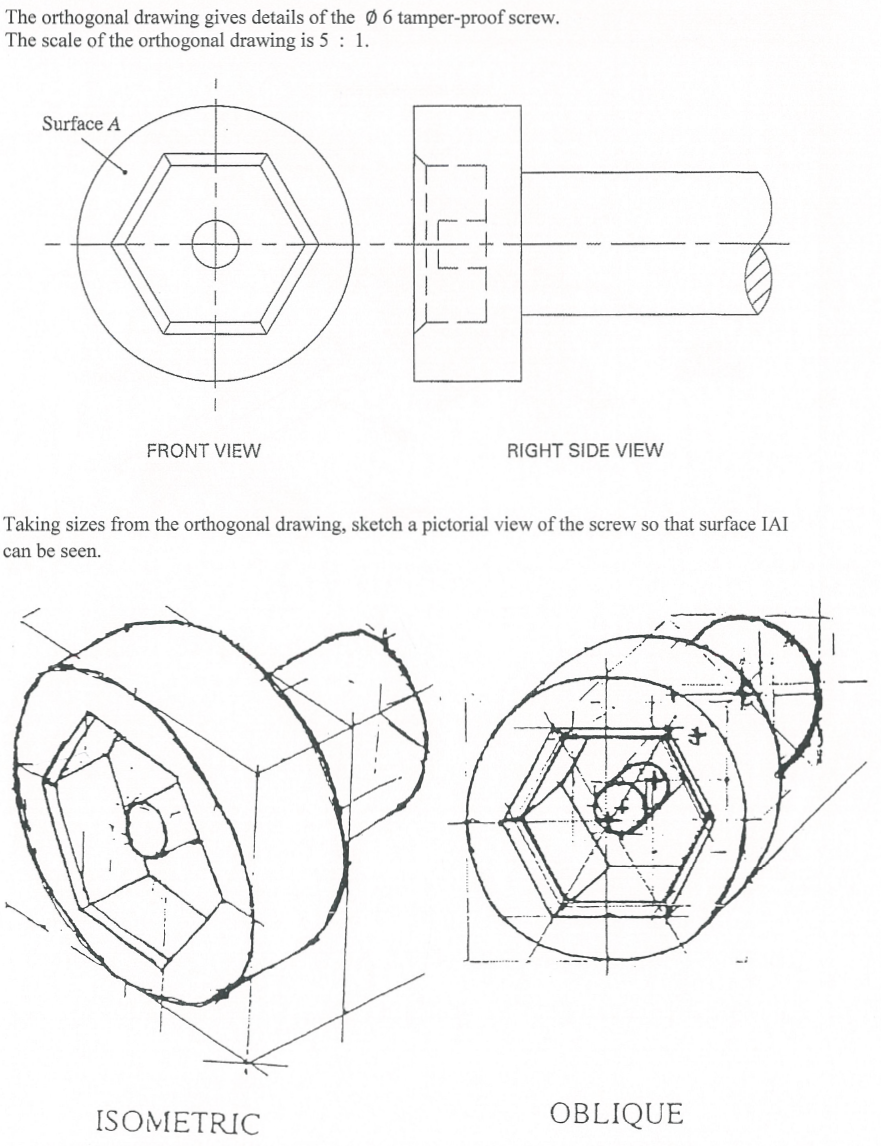 The orthogonal drawing gives details of the Ø 6 tamper-proof screw.
The scale of the orthogonal drawing is 5 : 1.
Surface A
FRONT VIEW
RIGHT SIDE VIEW
Taking sizes from the orthogonal drawing, sketch a pictorial view of the screw so that surface IAI
can be seen.
ISOMETRIC
OBLIQUE